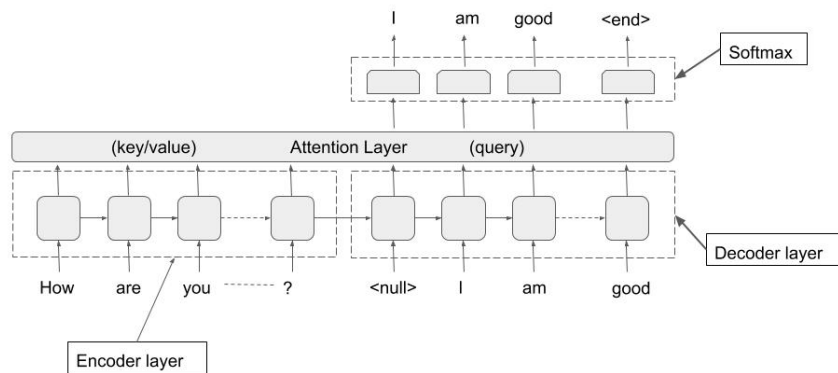 I am good <end>
Softmax
(key/value) Attention Layer (query)
How are you ?
<null> I am good
Decoder layer
Encoder layer